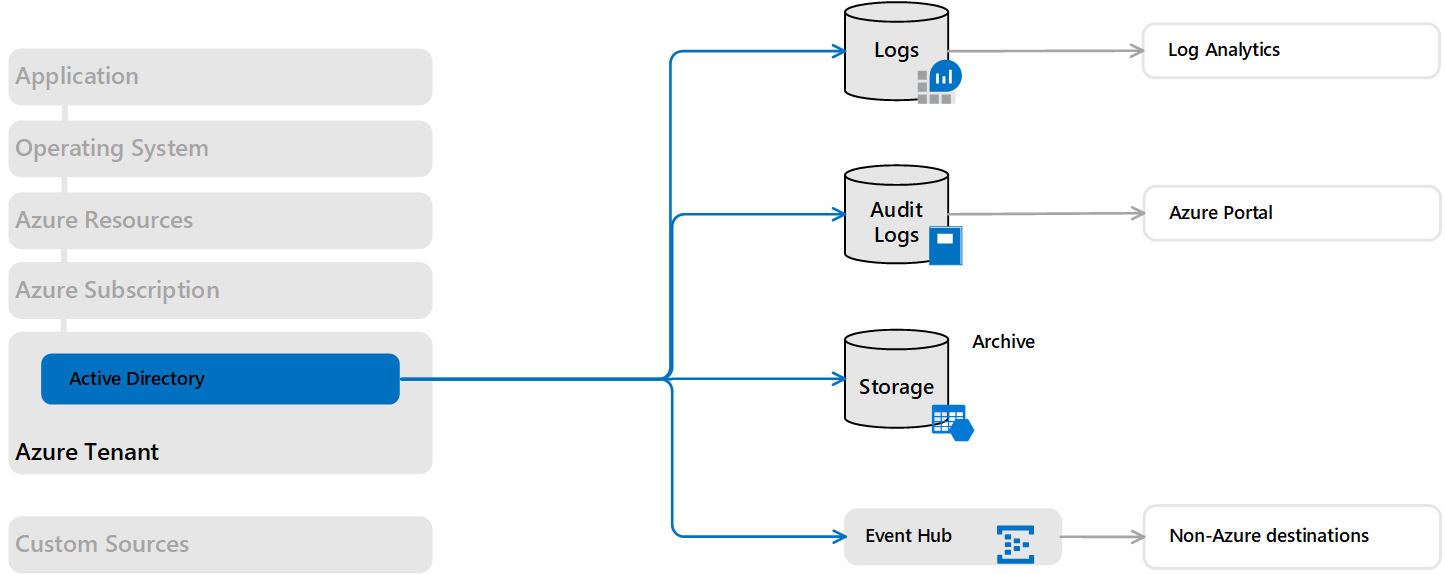 Application
Operating System
Azure Resources
Azure Subscription
Active Directory
Azure Tenant
Custom Sources
Logs
Log Analytics
Audit
Logs
Azure Portal
Archive
Storage
Event Hub
Non-Azure destinations